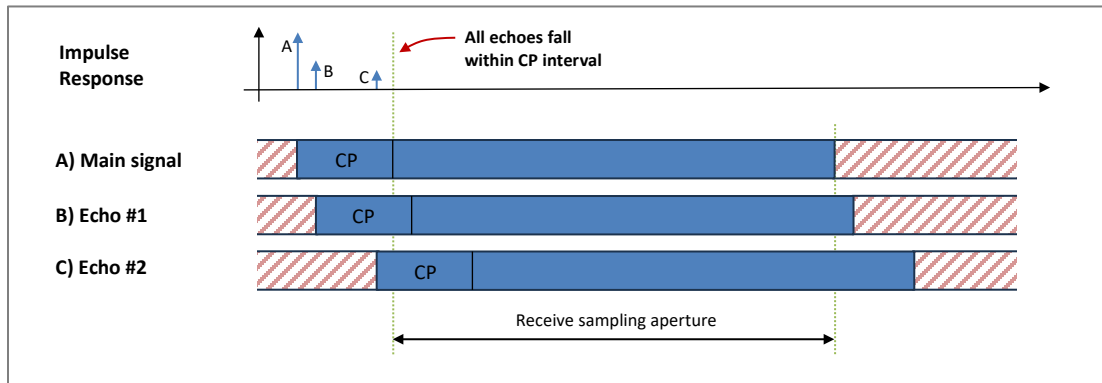 Impulse
Response
A
B
C
All echoes fall
within CP interval
A) Main signal
CP
B) Echo #1
CP
C) Echo #2
CP
Receive sampling aperture